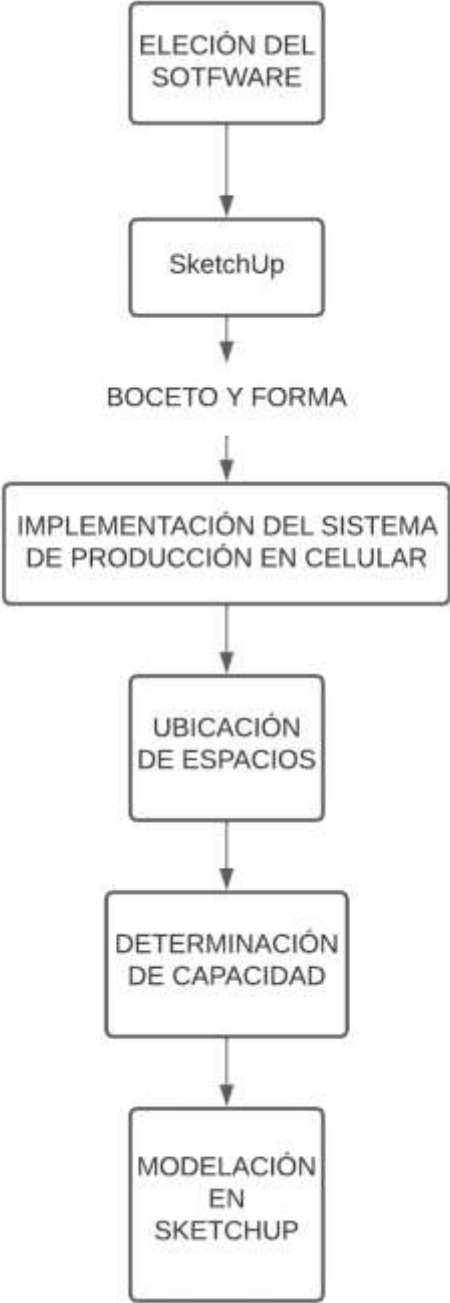 ELECIÓN DEL
SOTFWARE
SketchUp
BOCETO Y FORMA
IMPLEMENTACIÓN DEL SISTEMA
DE PRODUCCIÓN EN CELULAR
UBICACIÓN
DE ESPACIOS
DETERMINACIÓN
DE CAPACIDAD
MODELACIÓN
EN
SKETCHUP